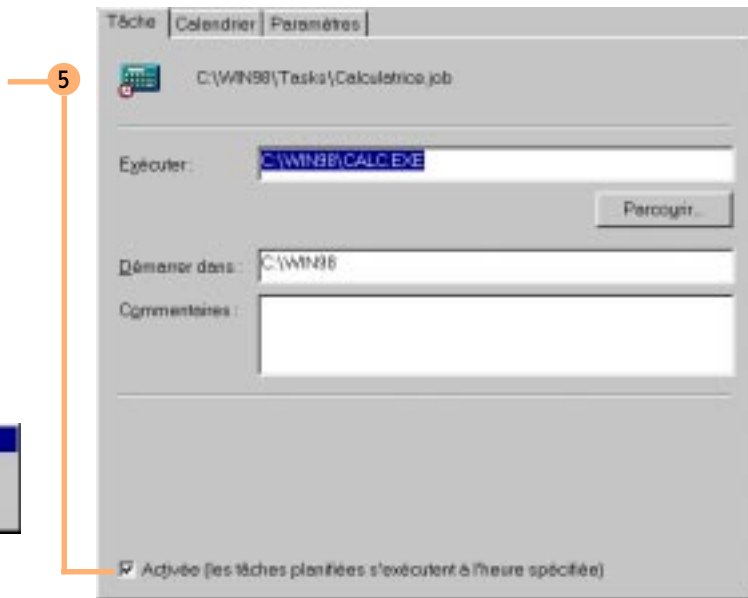 Tâche Calendrier Paramètres
5
C:\WIN98\Tasks\Calculatrice.job
Exécuter :
C:\WIN98\CALC.EXE
Parcourir...
Démarrer dans :
C:\WIN98
Commentaires :
Activée (les tâches planifiées s'exécutent à l'heure spécifiée)